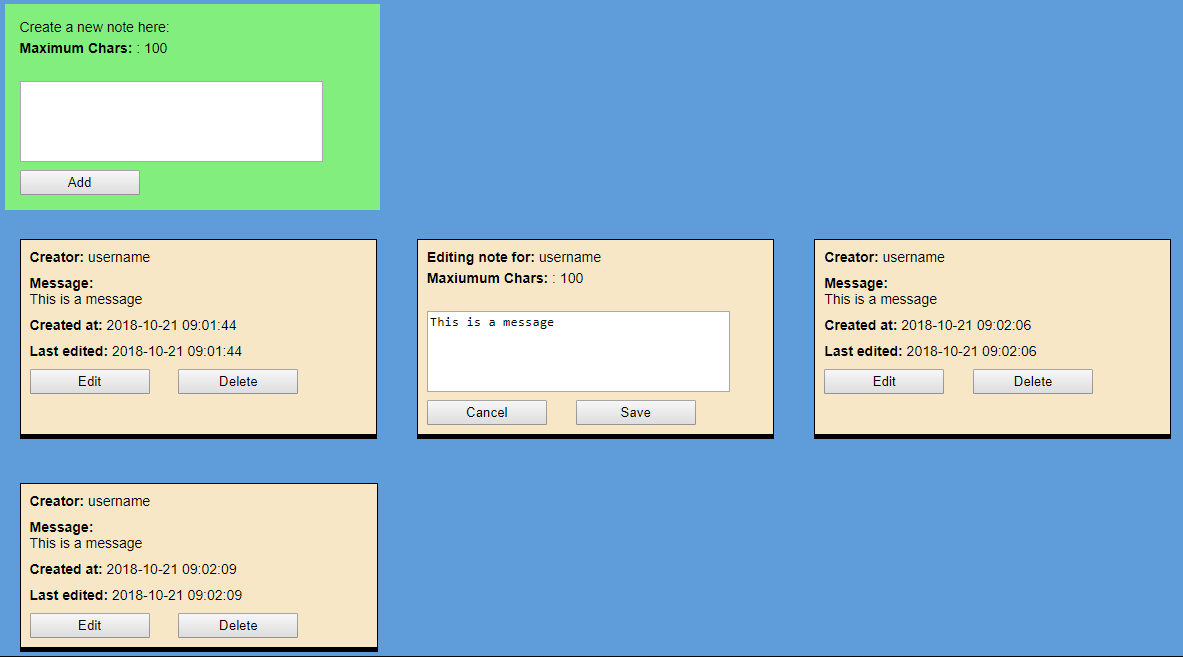 Create a new note here:
Maximum Chars: : 100
Add
Creator: username
Message:
This is a message
Created at: 2018-10-21 09:01:44
Last edited: 2018-10-21 09:01:44
Edit Delete
Editing note for: username
Maxiumum Chars: : 100
This is a message
Cancel Save
Creator: username
Message:
This is a message
Created at: 2018-10-21 09:02:06
Last edited: 2018-10-21 09:02:06
Edit Delete
Creator: username
Message:
This is a message
Created at: 2018-10-21 09:02:09
Last edited: 2018-10-21 09:02:09
Edit Delete